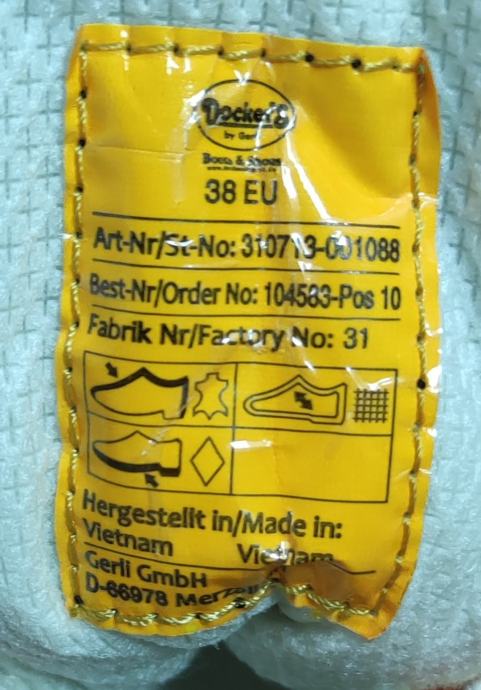 Dockers
by Gerli
Boots & Shoes
38 EU
Art-Nr/St-No: 310713-001088
Best-Nr/Order No: 104583-Pos 10
Fabrik Nr/Factory No: 31
Hergestellt in/Made in:
Vietnam Vietnam
Gerli GmbH
D-66978